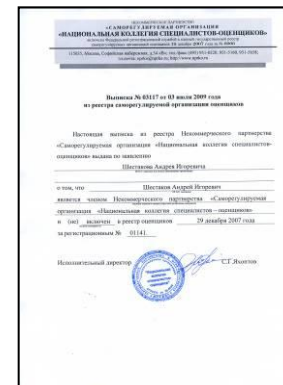 НЕКОММЕРЧЕСКОЕ ПАРТНЕРСТВО
«САМОРЕГУЛИРУЕМАЯ ОРГАНИЗАЦИЯ
«НАЦИОНАЛЬНАЯ КОЛЛЕГИЯ СПЕЦИАЛИСТОВ-ОЦЕНЩИКОВ»
Выписка № 03117 от 03 июля 2009 года
из реестра саморегулируемой организации оценщиков
Настоящая выписка из реестра Некоммерческого партнерства
«Саморегулируемая организация «Национальная коллегия специалистов-
оценщиков» выдана по заявлению
Шестакова Андрея Игоревича
о том, что Шестаков Андрей Игоревич
является членом Некоммерческого партнерства «Саморегулируемая
организация «Национальная коллегия специалистов – оценщиков»
и включен в реестр оценщиков 29 декабря 2007 года
за регистрационным № 01141.
Исполнительный директор С.Г.Яхонтов